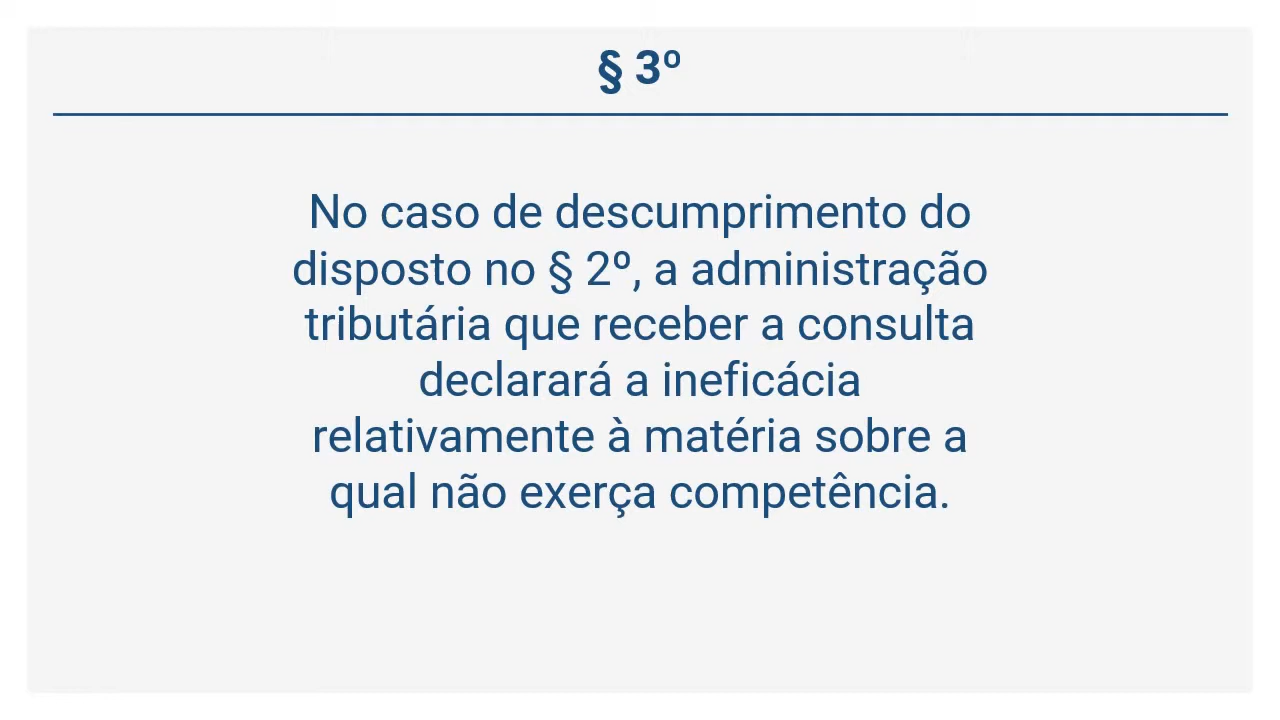 § 3º
No caso de descumprimento do
disposto no § 2º, a administração
tributária que receber a consulta
declarará a ineficácia
relativamente à matéria sobre a
qual não exerça competência.